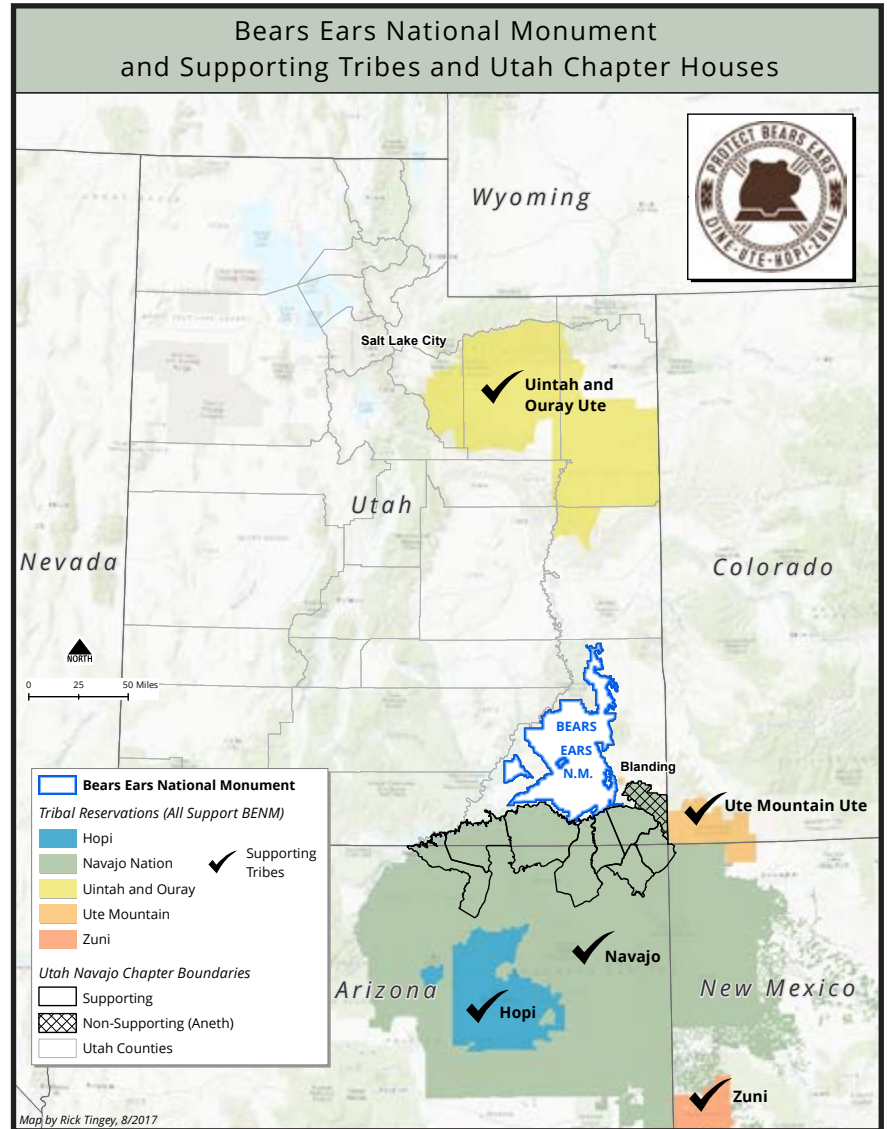 Bears Ears National Monument
and Supporting Tribes and Utah Chapter Houses
PROTECT BEARS EARS
DINE-UTE-HOPI-ZUNI
Wyoming
Salt Lake City
Uintah and
Ouray Ute
Utah
Nevada
Colorado
NORTH
0 25 50 Miles
BEARS
EARS
N.M.
Blanding
Ute Mountain Ute
Bears Ears National Monument
Tribal Reservations (All Support BENM)
Hopi
Navajo Nation
Uintah and Ouray
Ute Mountain
Zuni
Supporting
Tribes
Utah Navajo Chapter Boundaries
Supporting
Non-Supporting (Aneth)
Utah Counties
Navajo
Arizona
New Mexico
Hopi
Zuni
Map by Rick Tingey, 8/2017